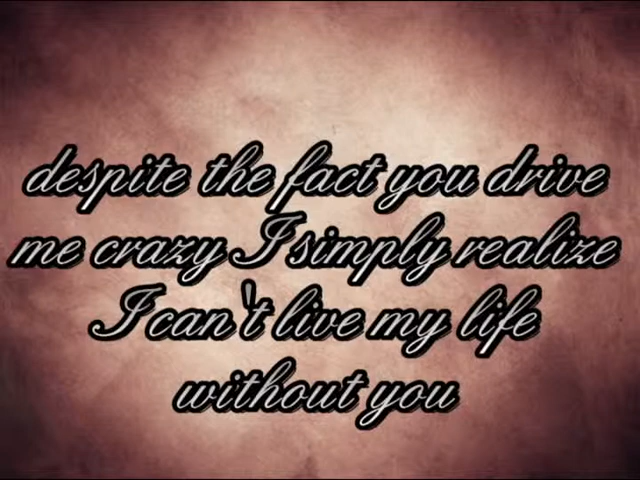 despite the fact you drive
me crazy I simply realize
I can't live my life
without you